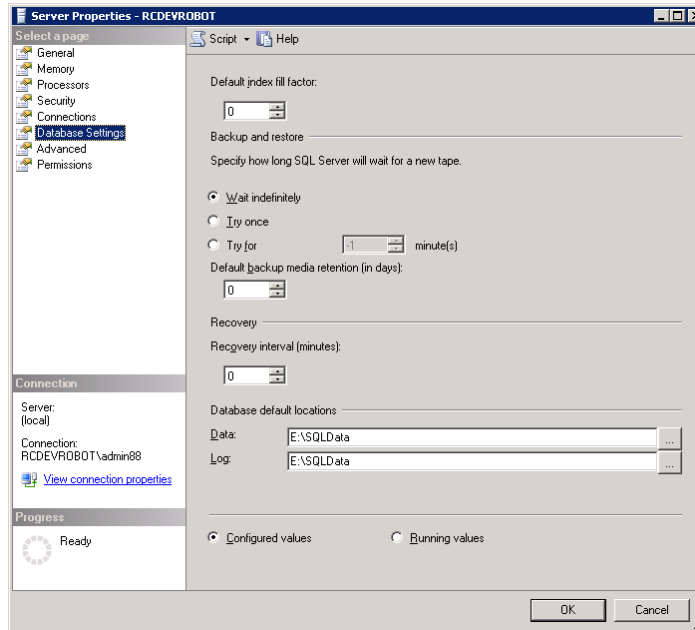 Server Properties - RCDEVROBOT
Select a page
General
Memory
Processors
Security
Connections
Database Settings
Advanced
Permissions
Script Help
Default index fill factor:
0
Backup and restore
Specify how long SQL Server will wait for a new tape.
Wait indefinitely
Try once
Try for -1 minute(s)
Default backup media retention (in days):
0
Recovery
Recovery interval (minutes):
0
Database default locations
Data: E:\SQLData ...
Log: E:\SQLData ...
Configured values Running values
Connection
Server:
(local)
Connection:
RCDEVROBOT\admin88
View connection properties
Progress
Ready
OK Cancel